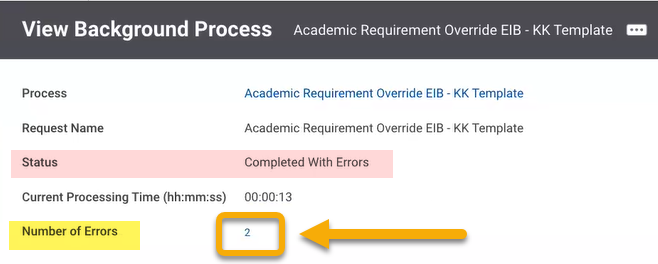 View Background Process Academic Requirement Override EIB - KK Template
Process Academic Requirement Override EIB - KK Template
Request Name Academic Requirement Override EIB - KK Template
Status Completed With Errors
Current Processing Time (hh:mm:ss) 00:00:13
Number of Errors 2